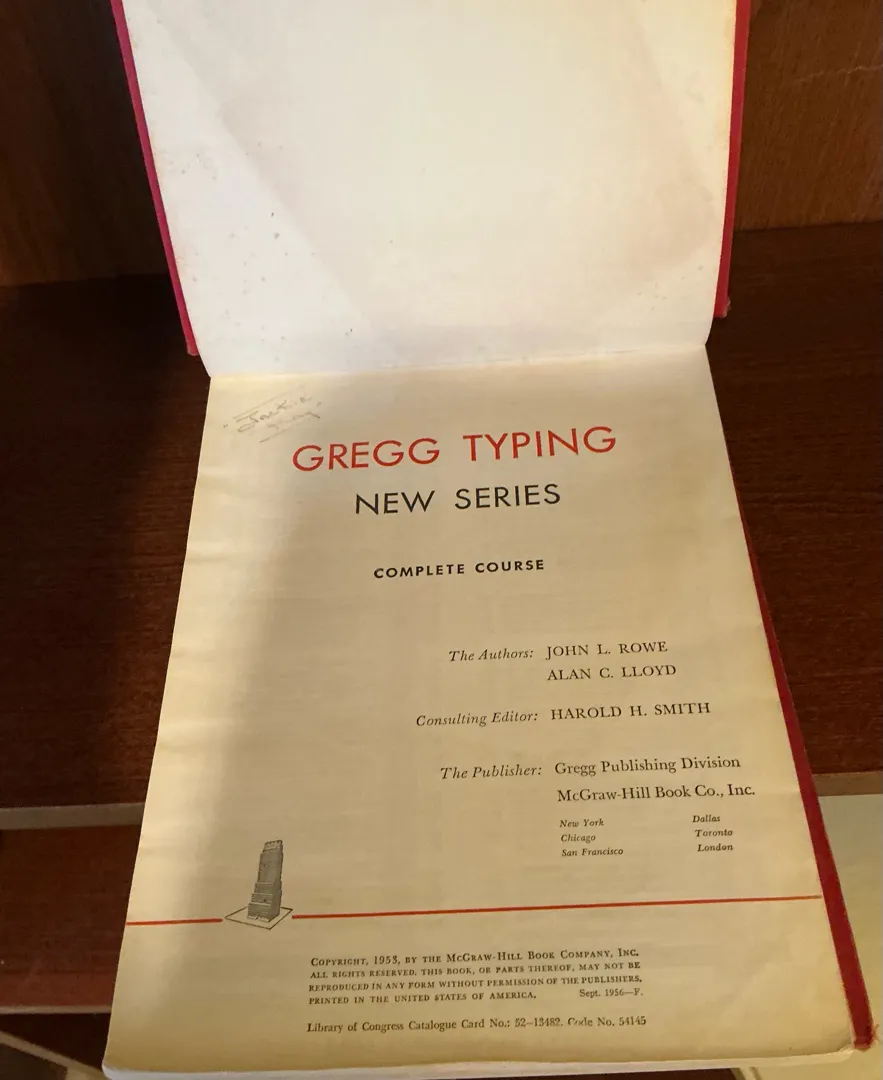 "Jackie
Gray"
GREGG TYPING
NEW SERIES
COMPLETE COURSE
The Authors: JOHN L. ROWE
ALAN C. LLOYD
Consulting Editor: HAROLD H. SMITH
The Publisher: Gregg Publishing Division
McGraw-Hill Book Co., Inc.
New York Dallas
Chicago Toronto
San Francisco London
COPYRIGHT, 1953, BY THE MCGRAW-HILL BOOK COMPANY, INC.
ALL RIGHTS RESERVED. THIS BOOK, OR PARTS THEREOF, MAY NOT BE
REPRODUCED IN ANY FORM WITHOUT PERMISSION OF THE PUBLISHERS.
PRINTED IN THE UNITED STATES OF AMERICA. Sept. 1956—F.
Library of Congress Catalogue Card No.: 52-13482. Code No. 54145